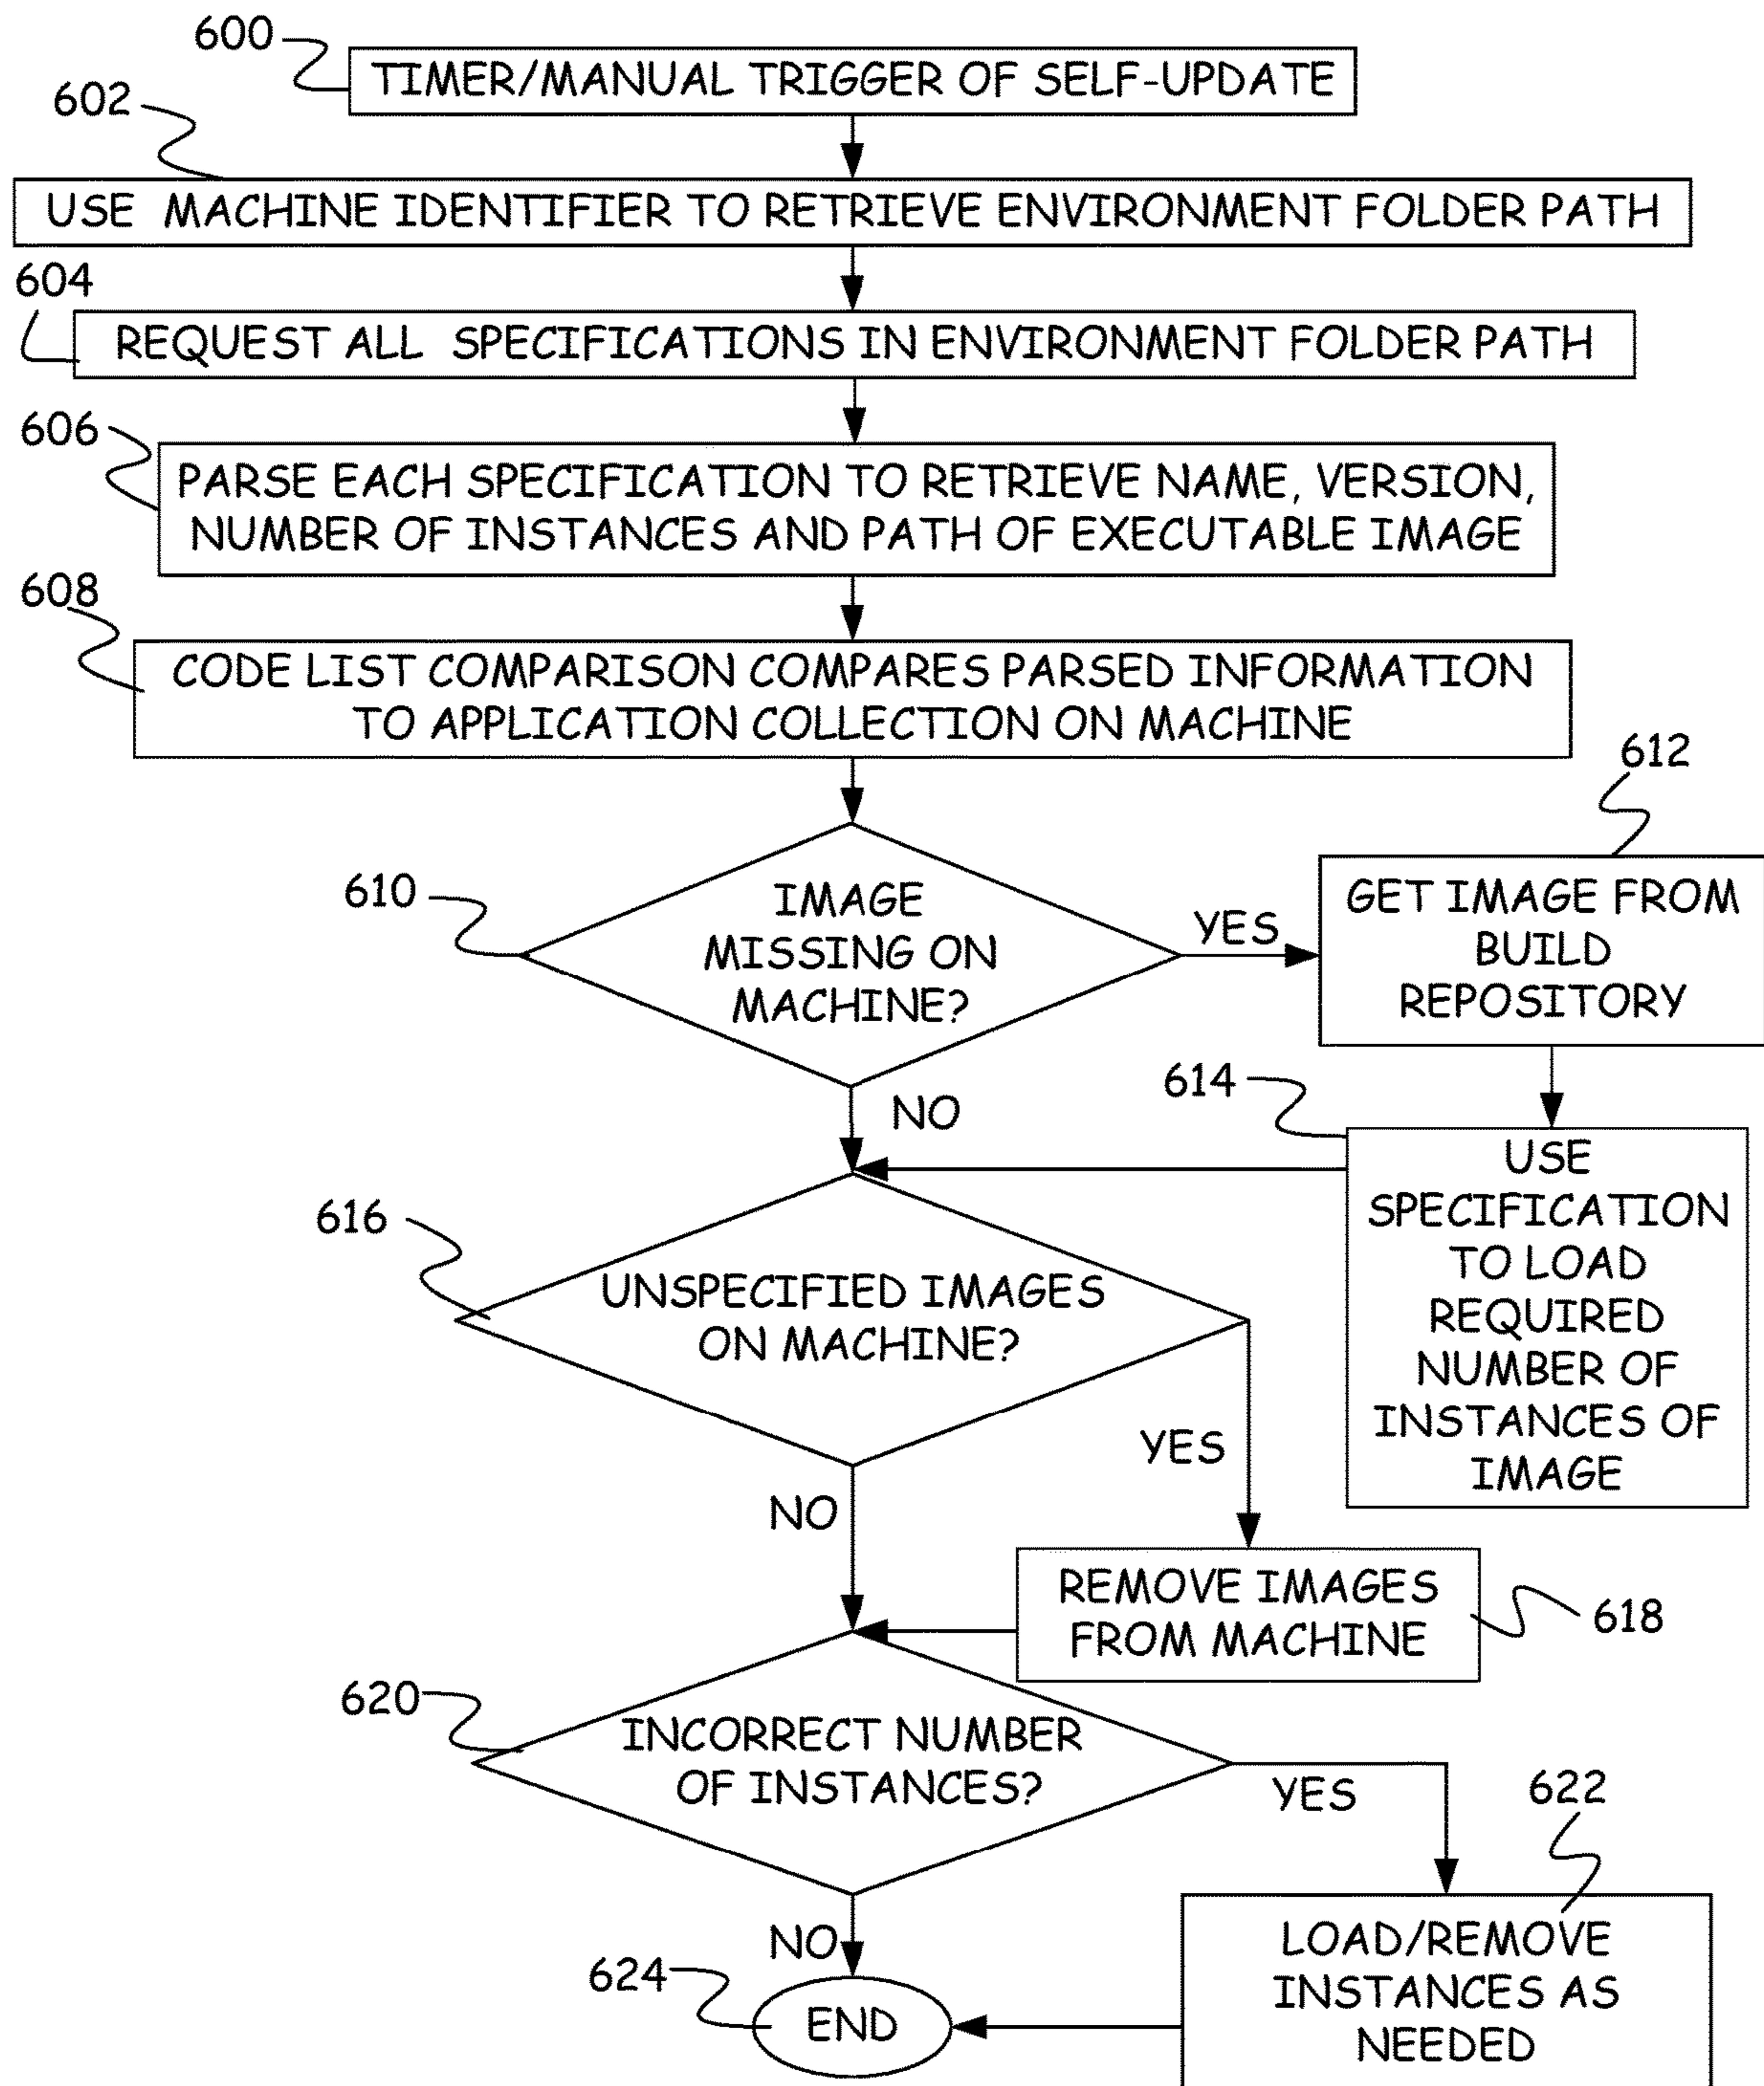 600
TIMER/MANUAL TRIGGER OF SELF-UPDATE
602
USE MACHINE IDENTIFIER TO RETRIEVE ENVIRONMENT FOLDER PATH
604
REQUEST ALL SPECIFICATIONS IN ENVIRONMENT FOLDER PATH
606
PARSE EACH SPECIFICATION TO RETRIEVE NAME, VERSION,
NUMBER OF INSTANCES AND PATH OF EXECUTABLE IMAGE
608
CODE LIST COMPARISON COMPARES PARSED INFORMATION
TO APPLICATION COLLECTION ON MACHINE
610
IMAGE
MISSING ON
MACHINE?
YES
NO
612
GET IMAGE FROM
BUILD
REPOSITORY
614
USE
SPECIFICATION
TO LOAD
REQUIRED
NUMBER OF
INSTANCES OF
IMAGE
616
UNSPECIFIED IMAGES
ON MACHINE?
YES
NO
REMOVE IMAGES
FROM MACHINE
618
620
INCORRECT NUMBER
OF INSTANCES?
YES
NO
622
LOAD/REMOVE
INSTANCES AS
NEEDED
624
END